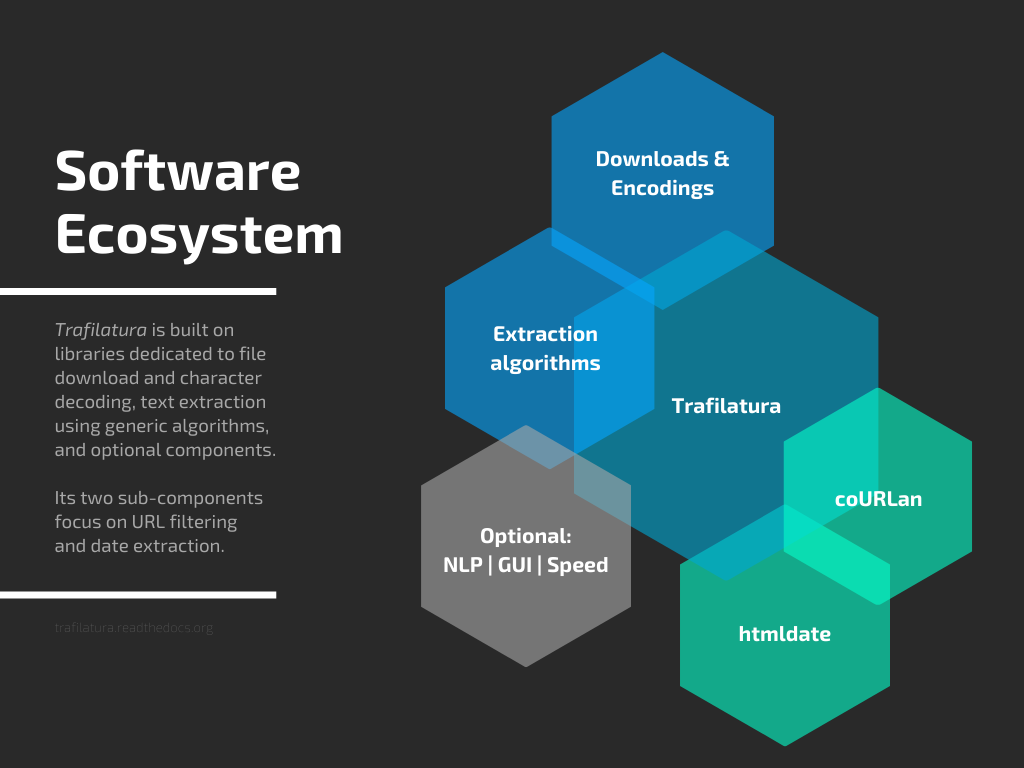 Software
Ecosystem
Trafilatura is built on
libraries dedicated to file
download and character
decoding, text extraction
using generic algorithms,
and optional components.
Its two sub-components
focus on URL filtering
and date extraction.
trafilatura.readthedocs.org
Downloads &
Encodings
Extraction
algorithms
Trafilatura
coURLan
Optional:
NLP | GUI | Speed
htmldate